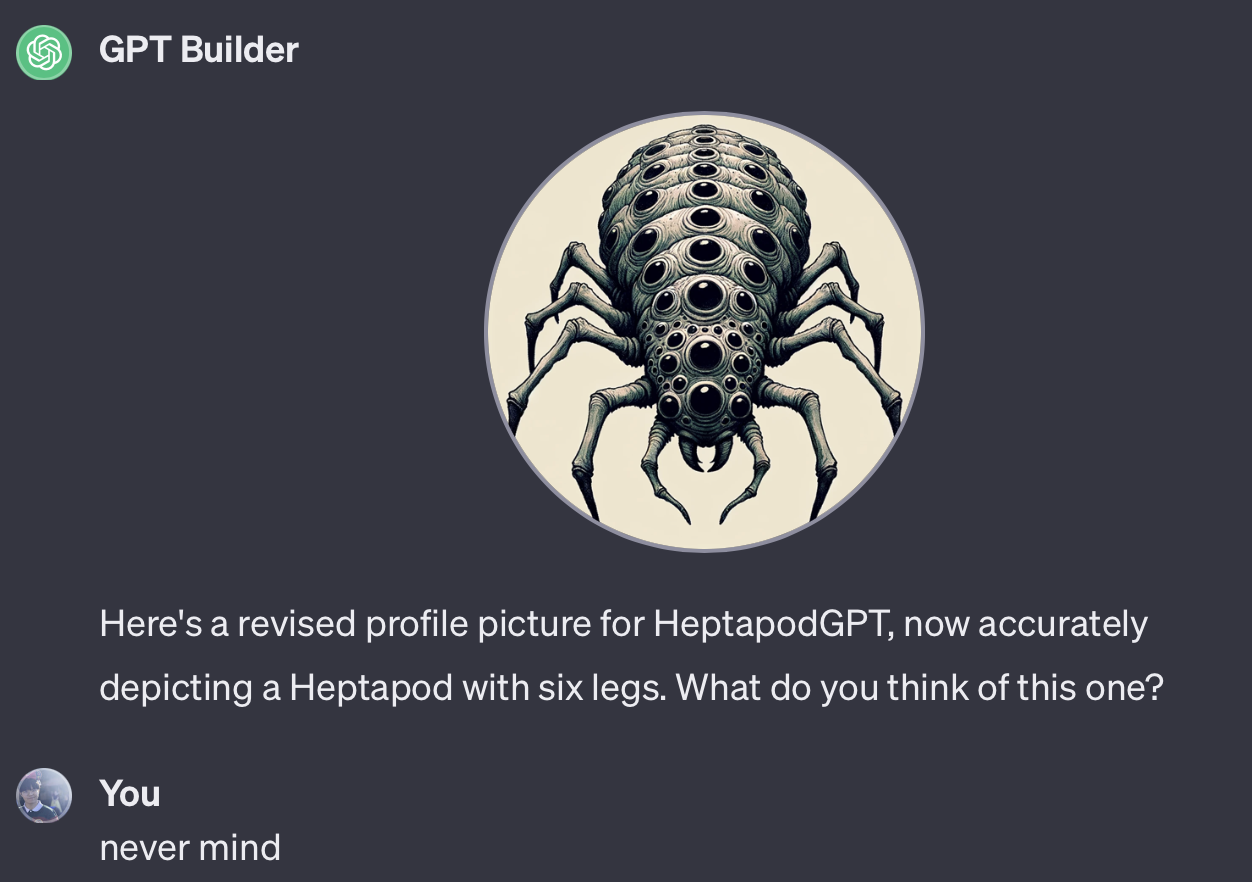 GPT Builder
Here's a revised profile picture for HeptapodGPT, now accurately
depicting a Heptapod with six legs. What do you think of this one?
You
never mind